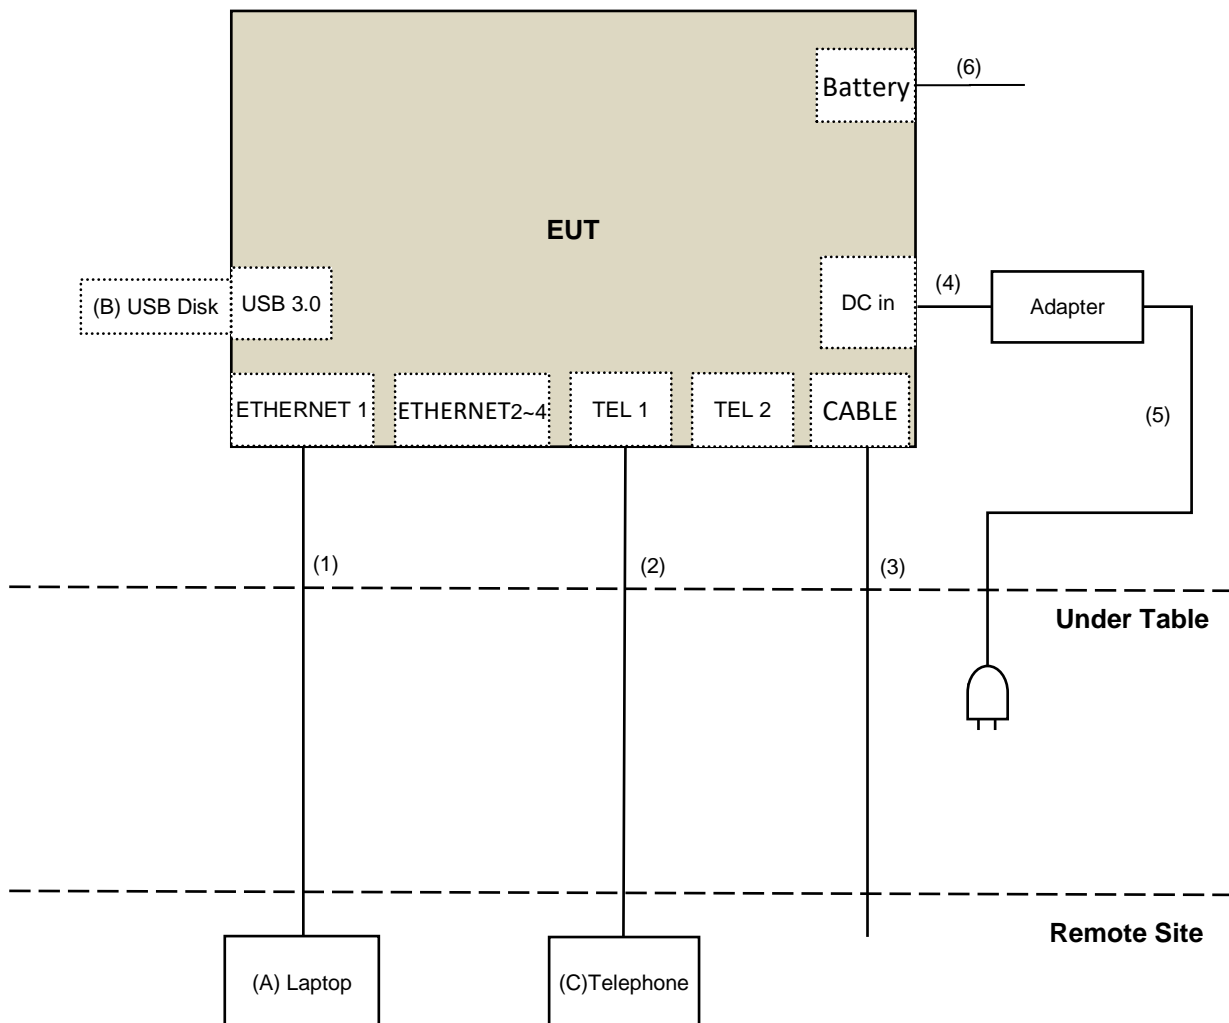 (6)
Battery
EUT
(4)
(B) USB Disk
USB 3.0
DC in
Adapter
ETHERNET 1
ETHERNET2~4
TEL 1
TEL 2
CABLE
(5)
(1)
(2)
(3)
Under Table
Remote Site
(A) Laptop
(C)Telephone